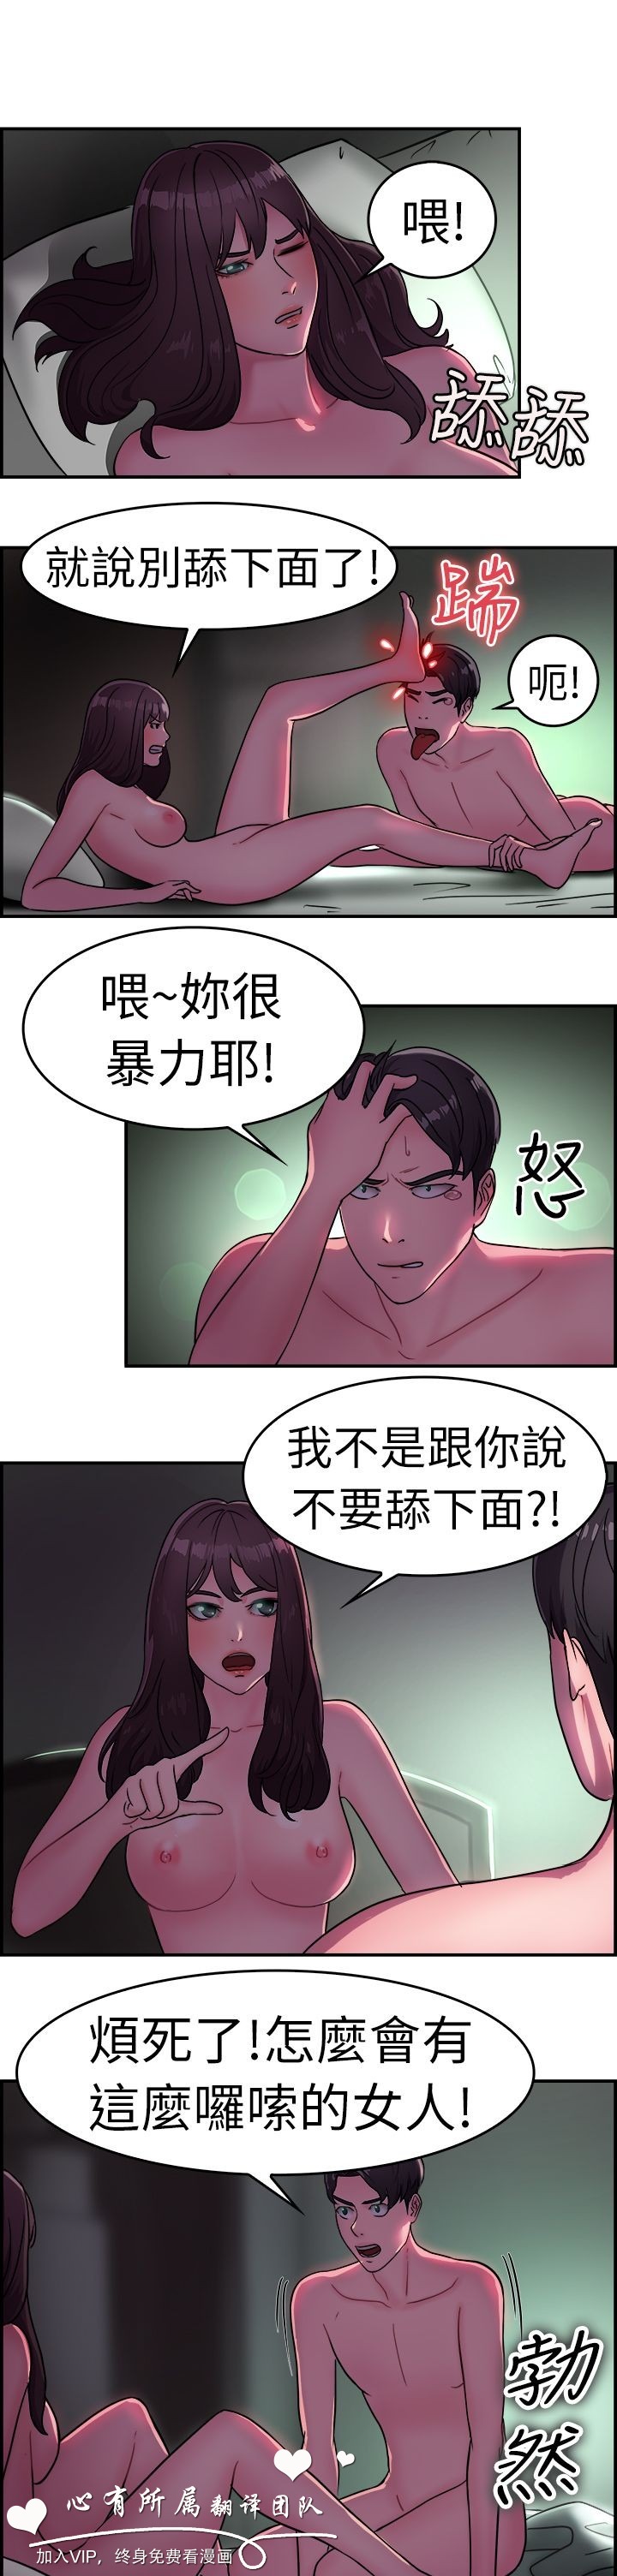 喂!
舔舔
就說別舔下面了!
踹
呃!
喂~妳很
暴力耶!
怒
我不是跟你說
不要舔下面?!
煩死了!怎麼會有
這麼囉嗦的女人!
勃
然
心有所属翻译团队
加入VIP，终身免费看漫画